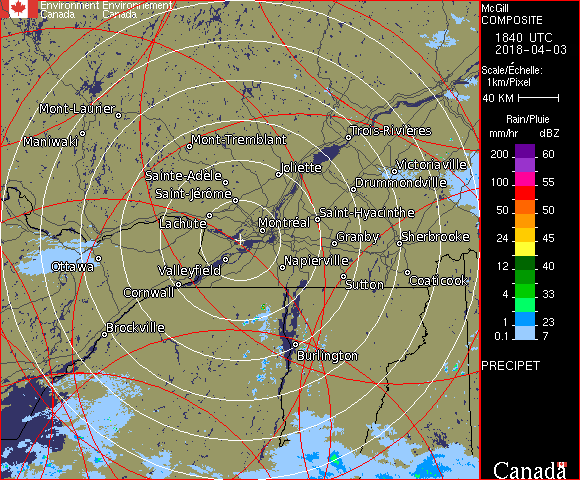 Environment Environnement
Canada Canada
Mont-Laurier
Maniwaki
Mont-Tremblant
Trois-Rivières
Joliette
Victoriaville
Sainte-Adèle
Drummondville
Saint-Jérôme
Lachute
Montréal
Saint-Hyacinthe
Granby
Sherbrooke
Ottawa
Valleyfield
Napierville
Cornwall
Sutton
Coaticook
Brockville
Burlington
McGill
COMPOSITE
1840 UTC
2018-04-03
Scale/Échelle:
1km/Pixel
40 KM
Rain/Pluie
mm/hr dBZ
200 60
100 55
50 50
24 45
12 40
4 33
1 23
0.1 7
PRECIPET
Canada